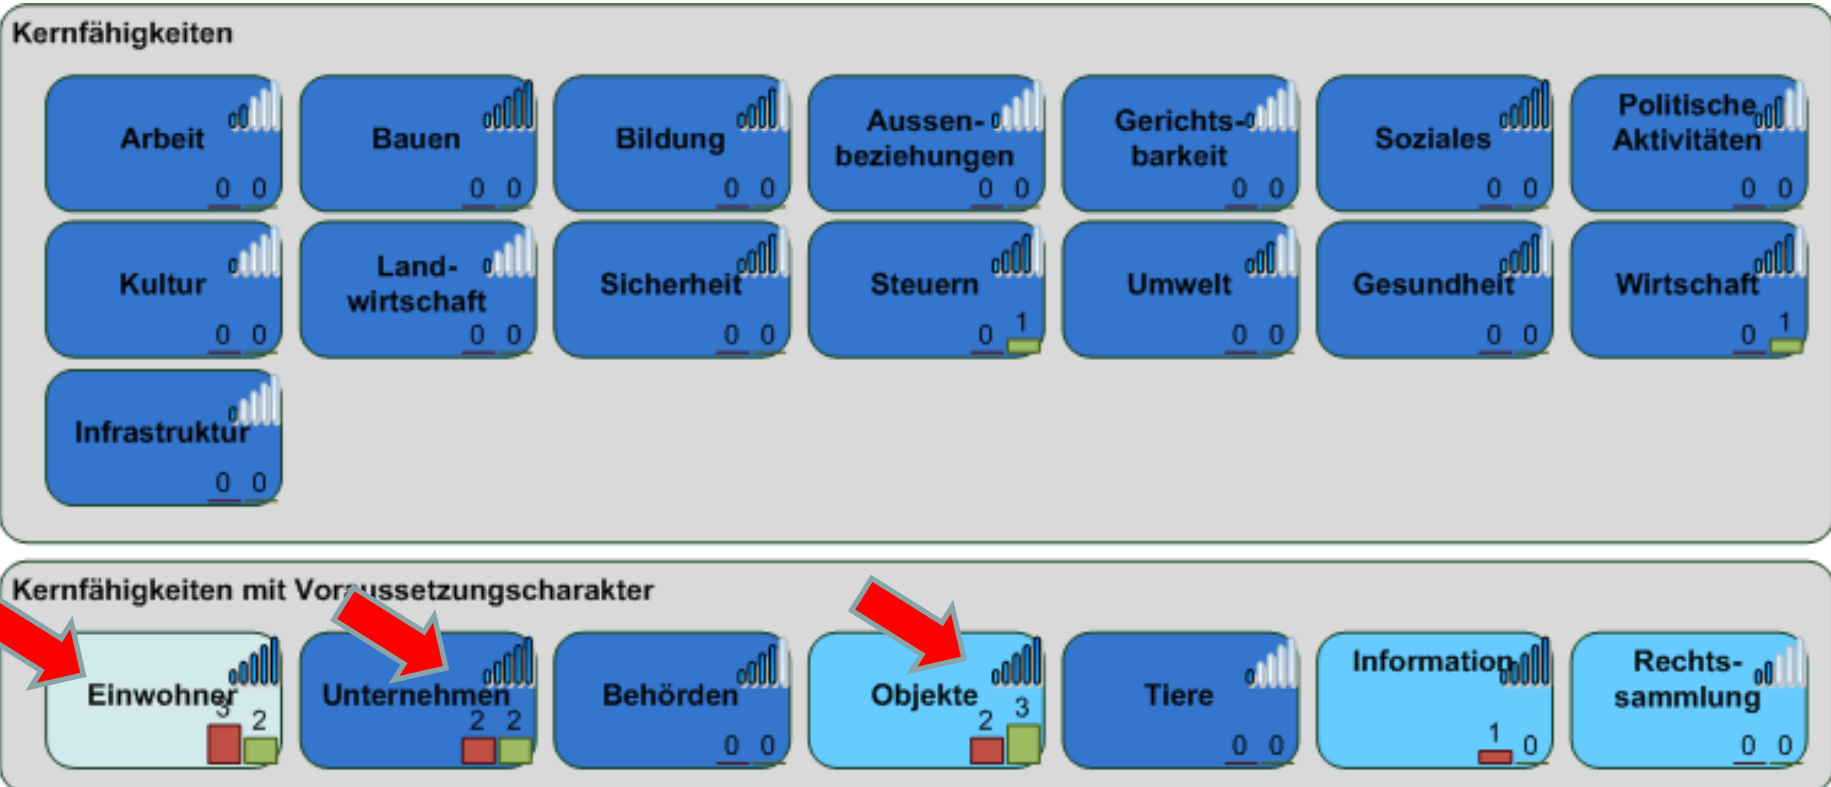 Kernfähigkeiten
Arbeit
0 0
Bauen
0 0
Bildung
0 0
Aussen-
beziehungen
0 0
Gerichts-
barkeit
0 0
Soziales
0 0
Politische
Aktivitäten
0 0
Kultur
0 0
Land-
wirtschaft
0 0
Sicherheit
0 0
Steuern
0 1
Umwelt
0 0
Gesundheit
0 0
Wirtschaft
0 1
Infrastruktur
0 0
Kernfähigkeiten mit Voraussetzungscharakter
Einwohner
3 2
Unternehmen
2 2
Behörden
0 0
Objekte
2 3
Tiere
0 0
Information
1 0
Rechts-
sammlung
0 0